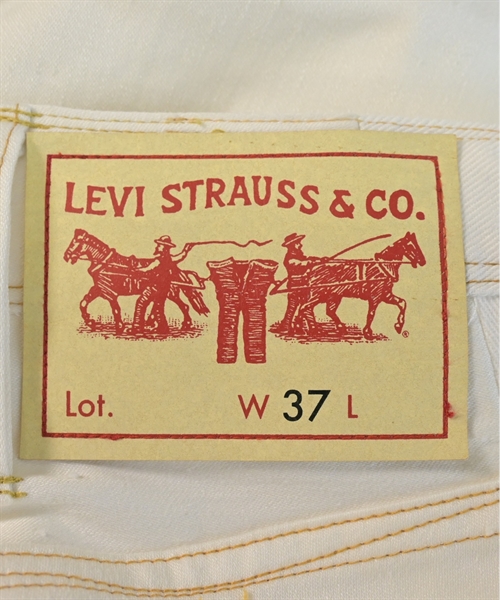 LEVI STRAUSS & CO.
®
Lot. W 37 L